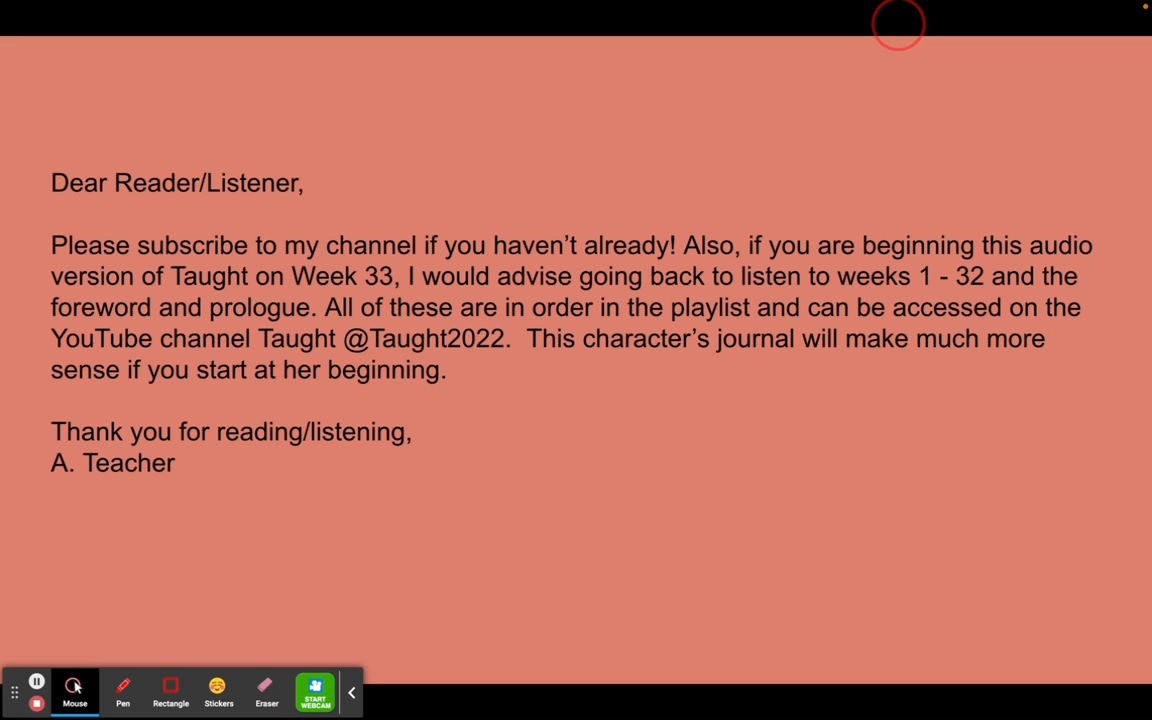 Dear Reader/Listener,
Please subscribe to my channel if you haven’t already! Also, if you are beginning this audio
version of Taught on Week 33, I would advise going back to listen to weeks 1 - 32 and the
foreword and prologue. All of these are in order in the playlist and can be accessed on the
YouTube channel Taught @Taught2022.  This character’s journal will make much more
sense if you start at her beginning.
Thank you for reading/listening,
A. Teacher
Mouse
Pen
Rectangle
Stickers
Eraser
START
WEBCAM